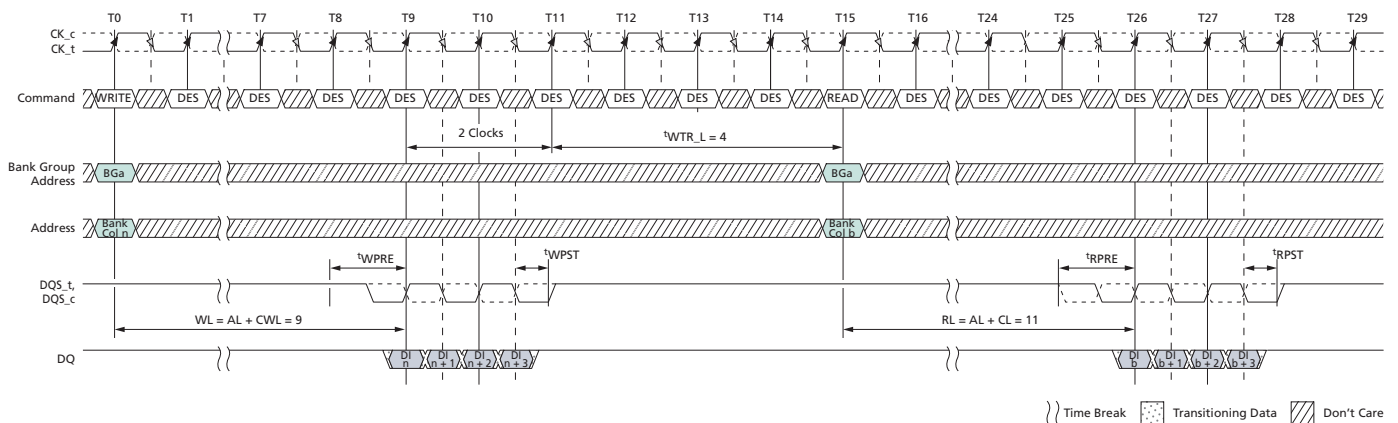 T0 T1 T7 T8 T9 T10 T11 T12 T13 T14 T15 T16 T24 T25 T26 T27 T28 T29
CK_c
CK_t
Command WRITE DES DES DES DES DES DES DES DES DES READ DES DES DES DES DES DES DES
2 Clocks tWTR_L = 4
Bank Group
Address BGa BGa
Address Bank
Col n Bank
Col b
tWPRE tWPST tRPRE tRPST
DQS_t,
DQS_c
WL = AL + CWL = 9 RL = AL + CL = 11
DQ DI
n DI
n + 1 DI
n + 2 DI
n + 3 DI
b DI
b + 1 DI
b + 2 DI
b + 3
Time Break Transitioning Data Don't Care